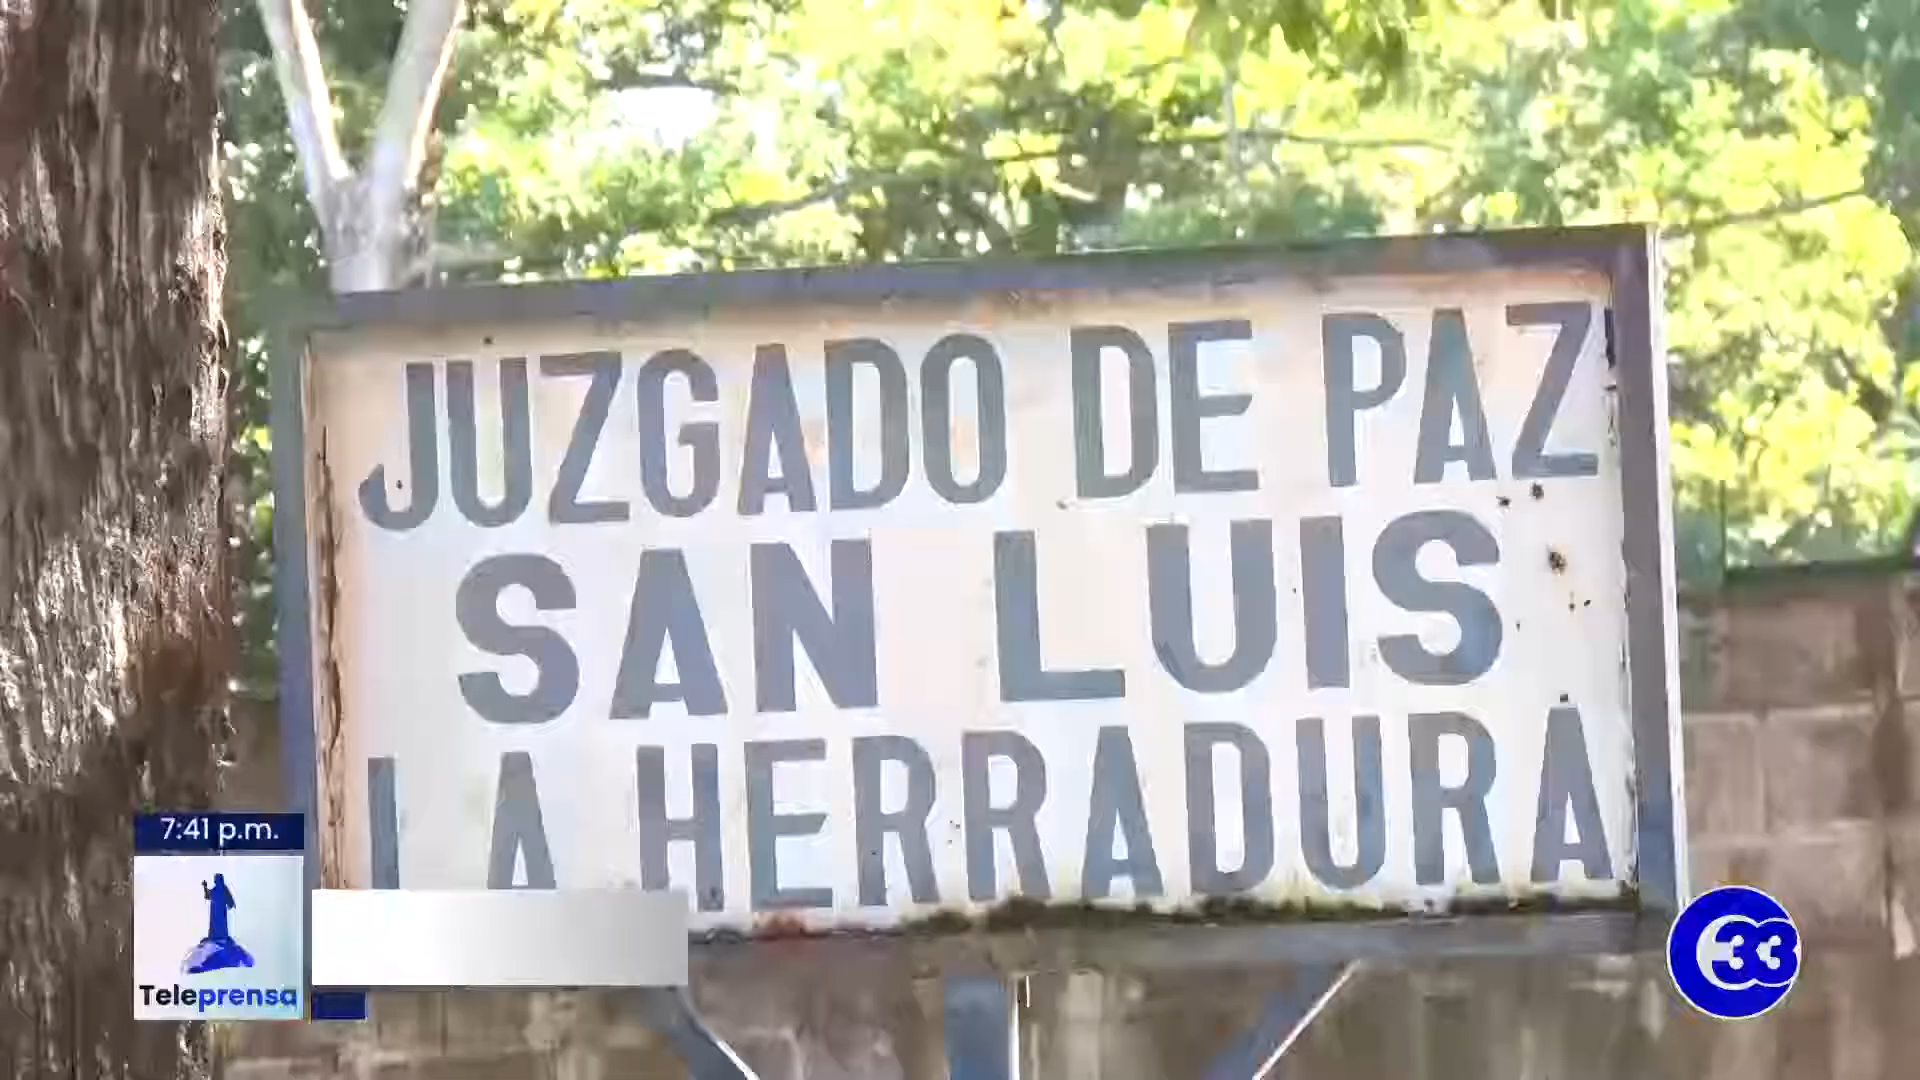 JUZGADO DE PAZ
SAN LUIS
LA HERRADURA
7:41 p.m.
Teleprensa
33